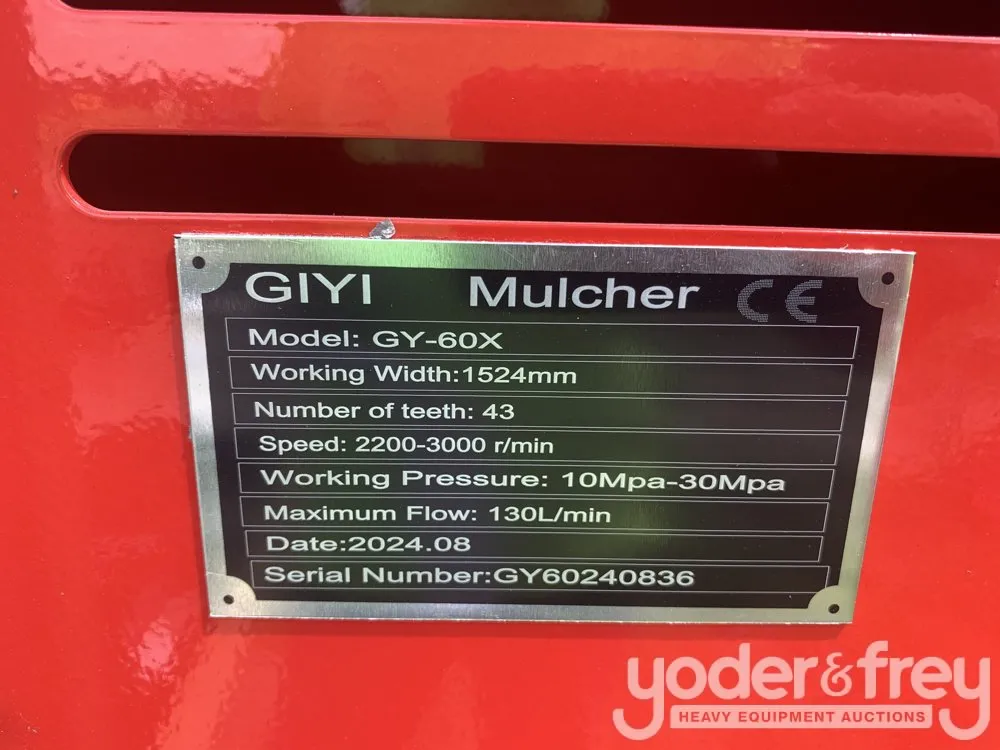 GIYI Mulcher CE
Model: GY-60X
Working Width:1524mm
Number of teeth: 43
Speed: 2200-3000 r/min
Working Pressure: 10Mpa-30Mpa
Maximum Flow: 130L/min
Date:2024.08
Serial Number:GY60240836
yoder&frey
HEAVY EQUIPMENT AUCTIONS